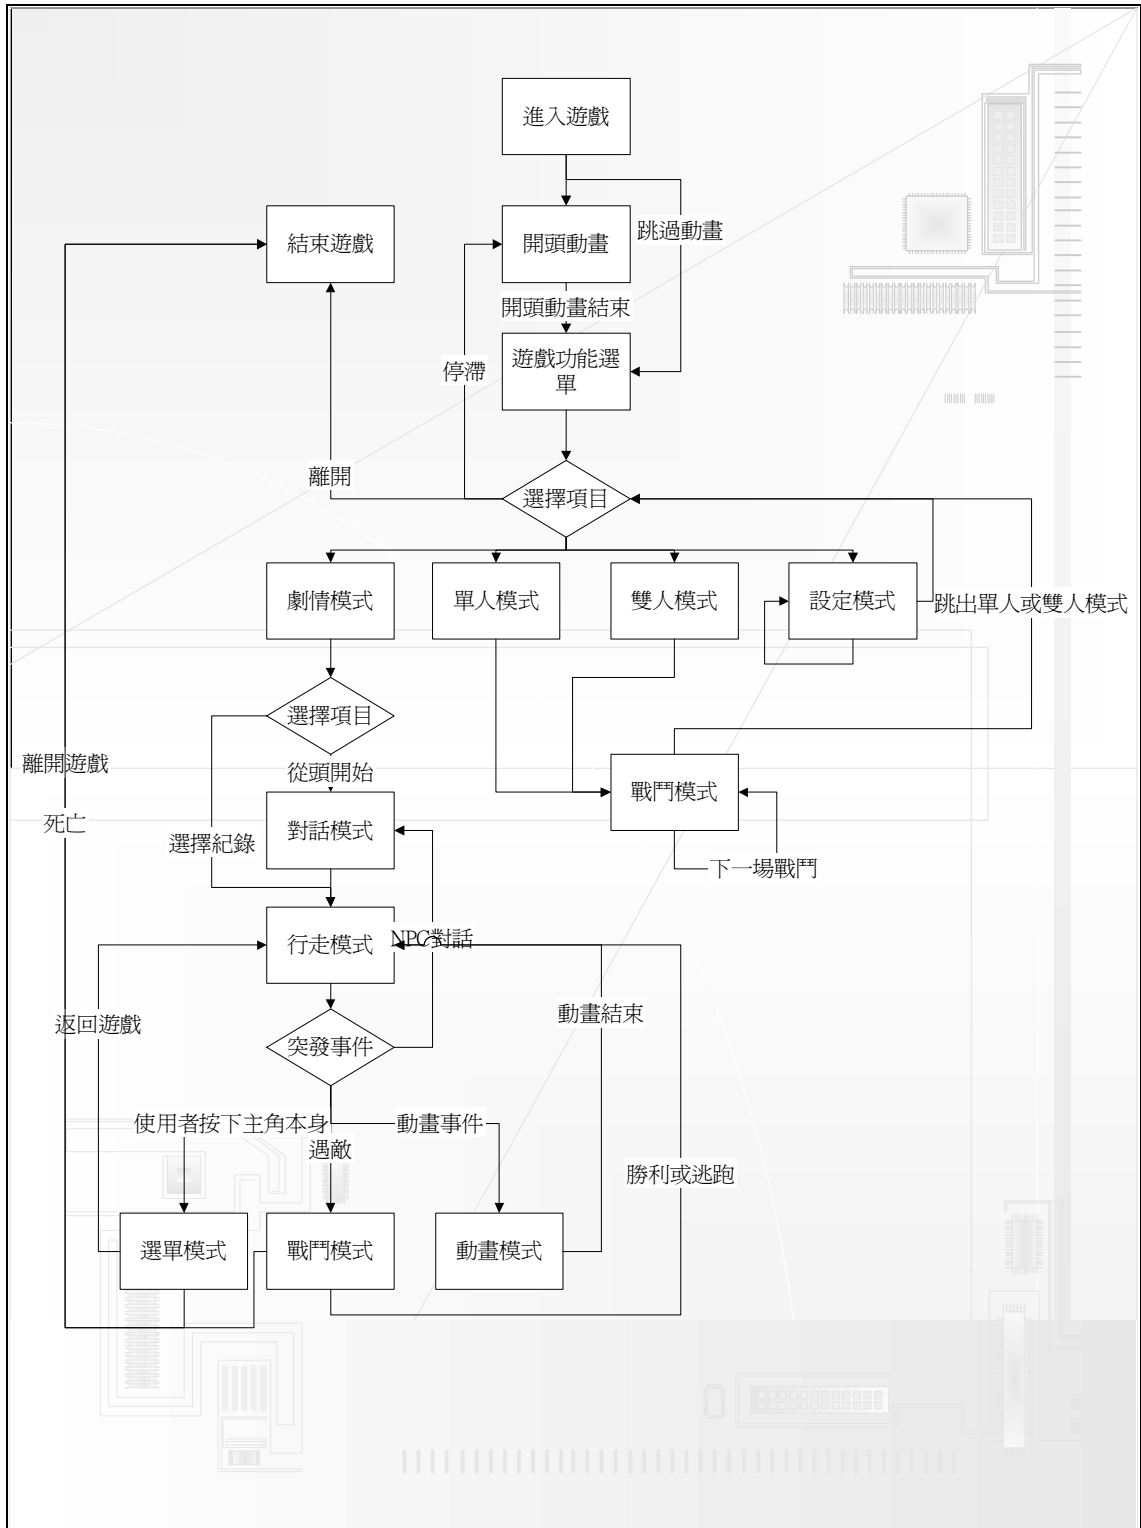 進入遊戲
結束遊戲
開頭動畫
跳過動畫
開頭動畫結束
停滯
遊戲功能選
單
離開
選擇項目
劇情模式
單人模式
雙人模式
設定模式
跳出單人或雙人模式
選擇項目
離開遊戲
從頭開始
戰鬥模式
死亡
對話模式
選擇紀錄
下一場戰鬥
行走模式
NPC對話
返回遊戲
動畫結束
突發事件
使用者按下主角本身
動畫事件
遇敵
勝利或逃跑
選單模式
戰鬥模式
動畫模式